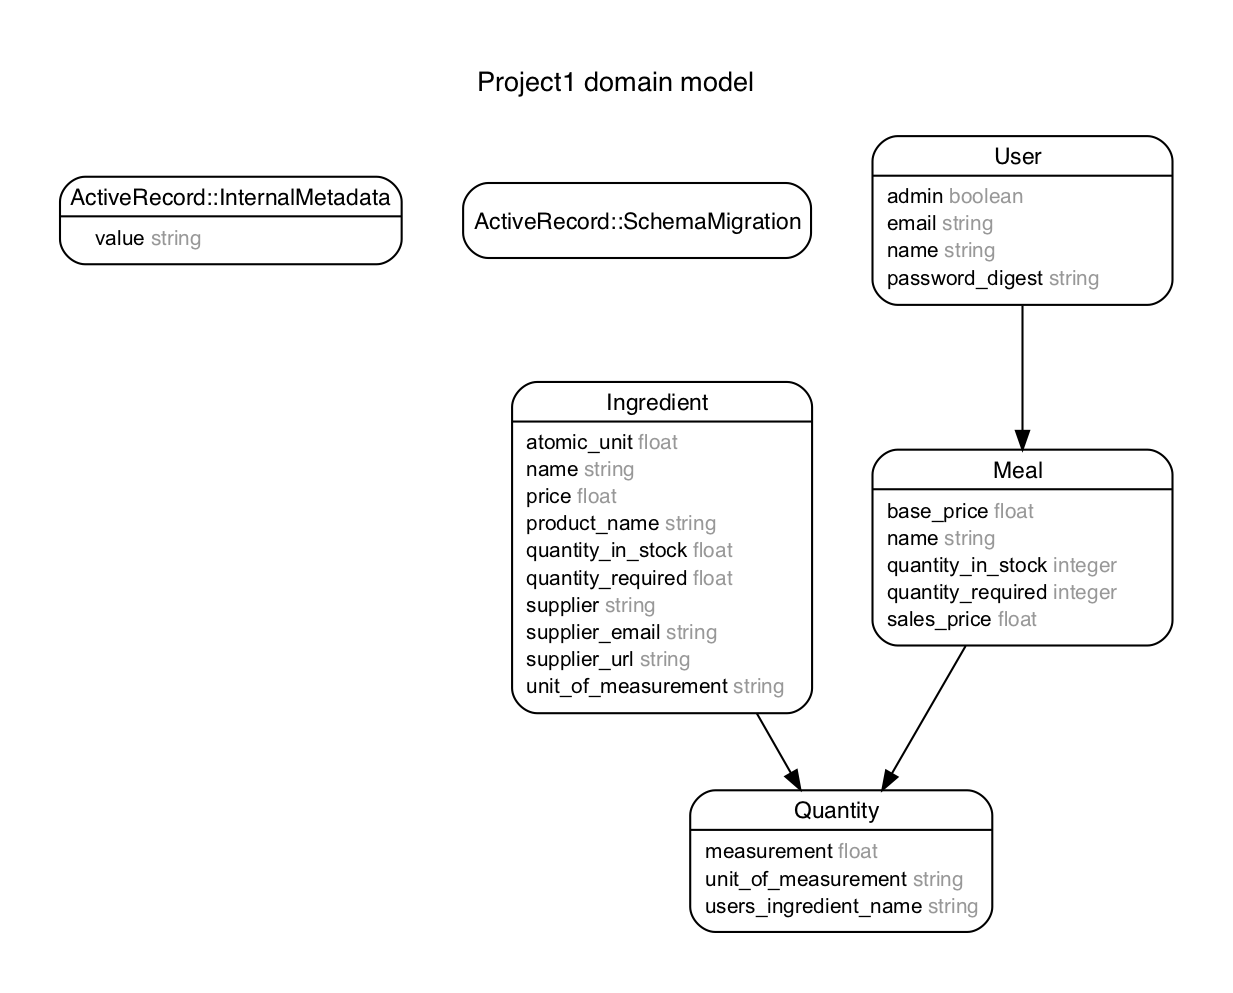 Project1 domain model
ActiveRecord::InternalMetadata
value string
ActiveRecord::SchemaMigration
User
admin boolean
email string
name string
password_digest string
Ingredient
atomic_unit float
name string
price float
product_name string
quantity_in_stock float
quantity_required float
supplier string
supplier_email string
supplier_url string
unit_of_measurement string
Meal
base_price float
name string
quantity_in_stock integer
quantity_required integer
sales_price float
Quantity
measurement float
unit_of_measurement string
users_ingredient_name string